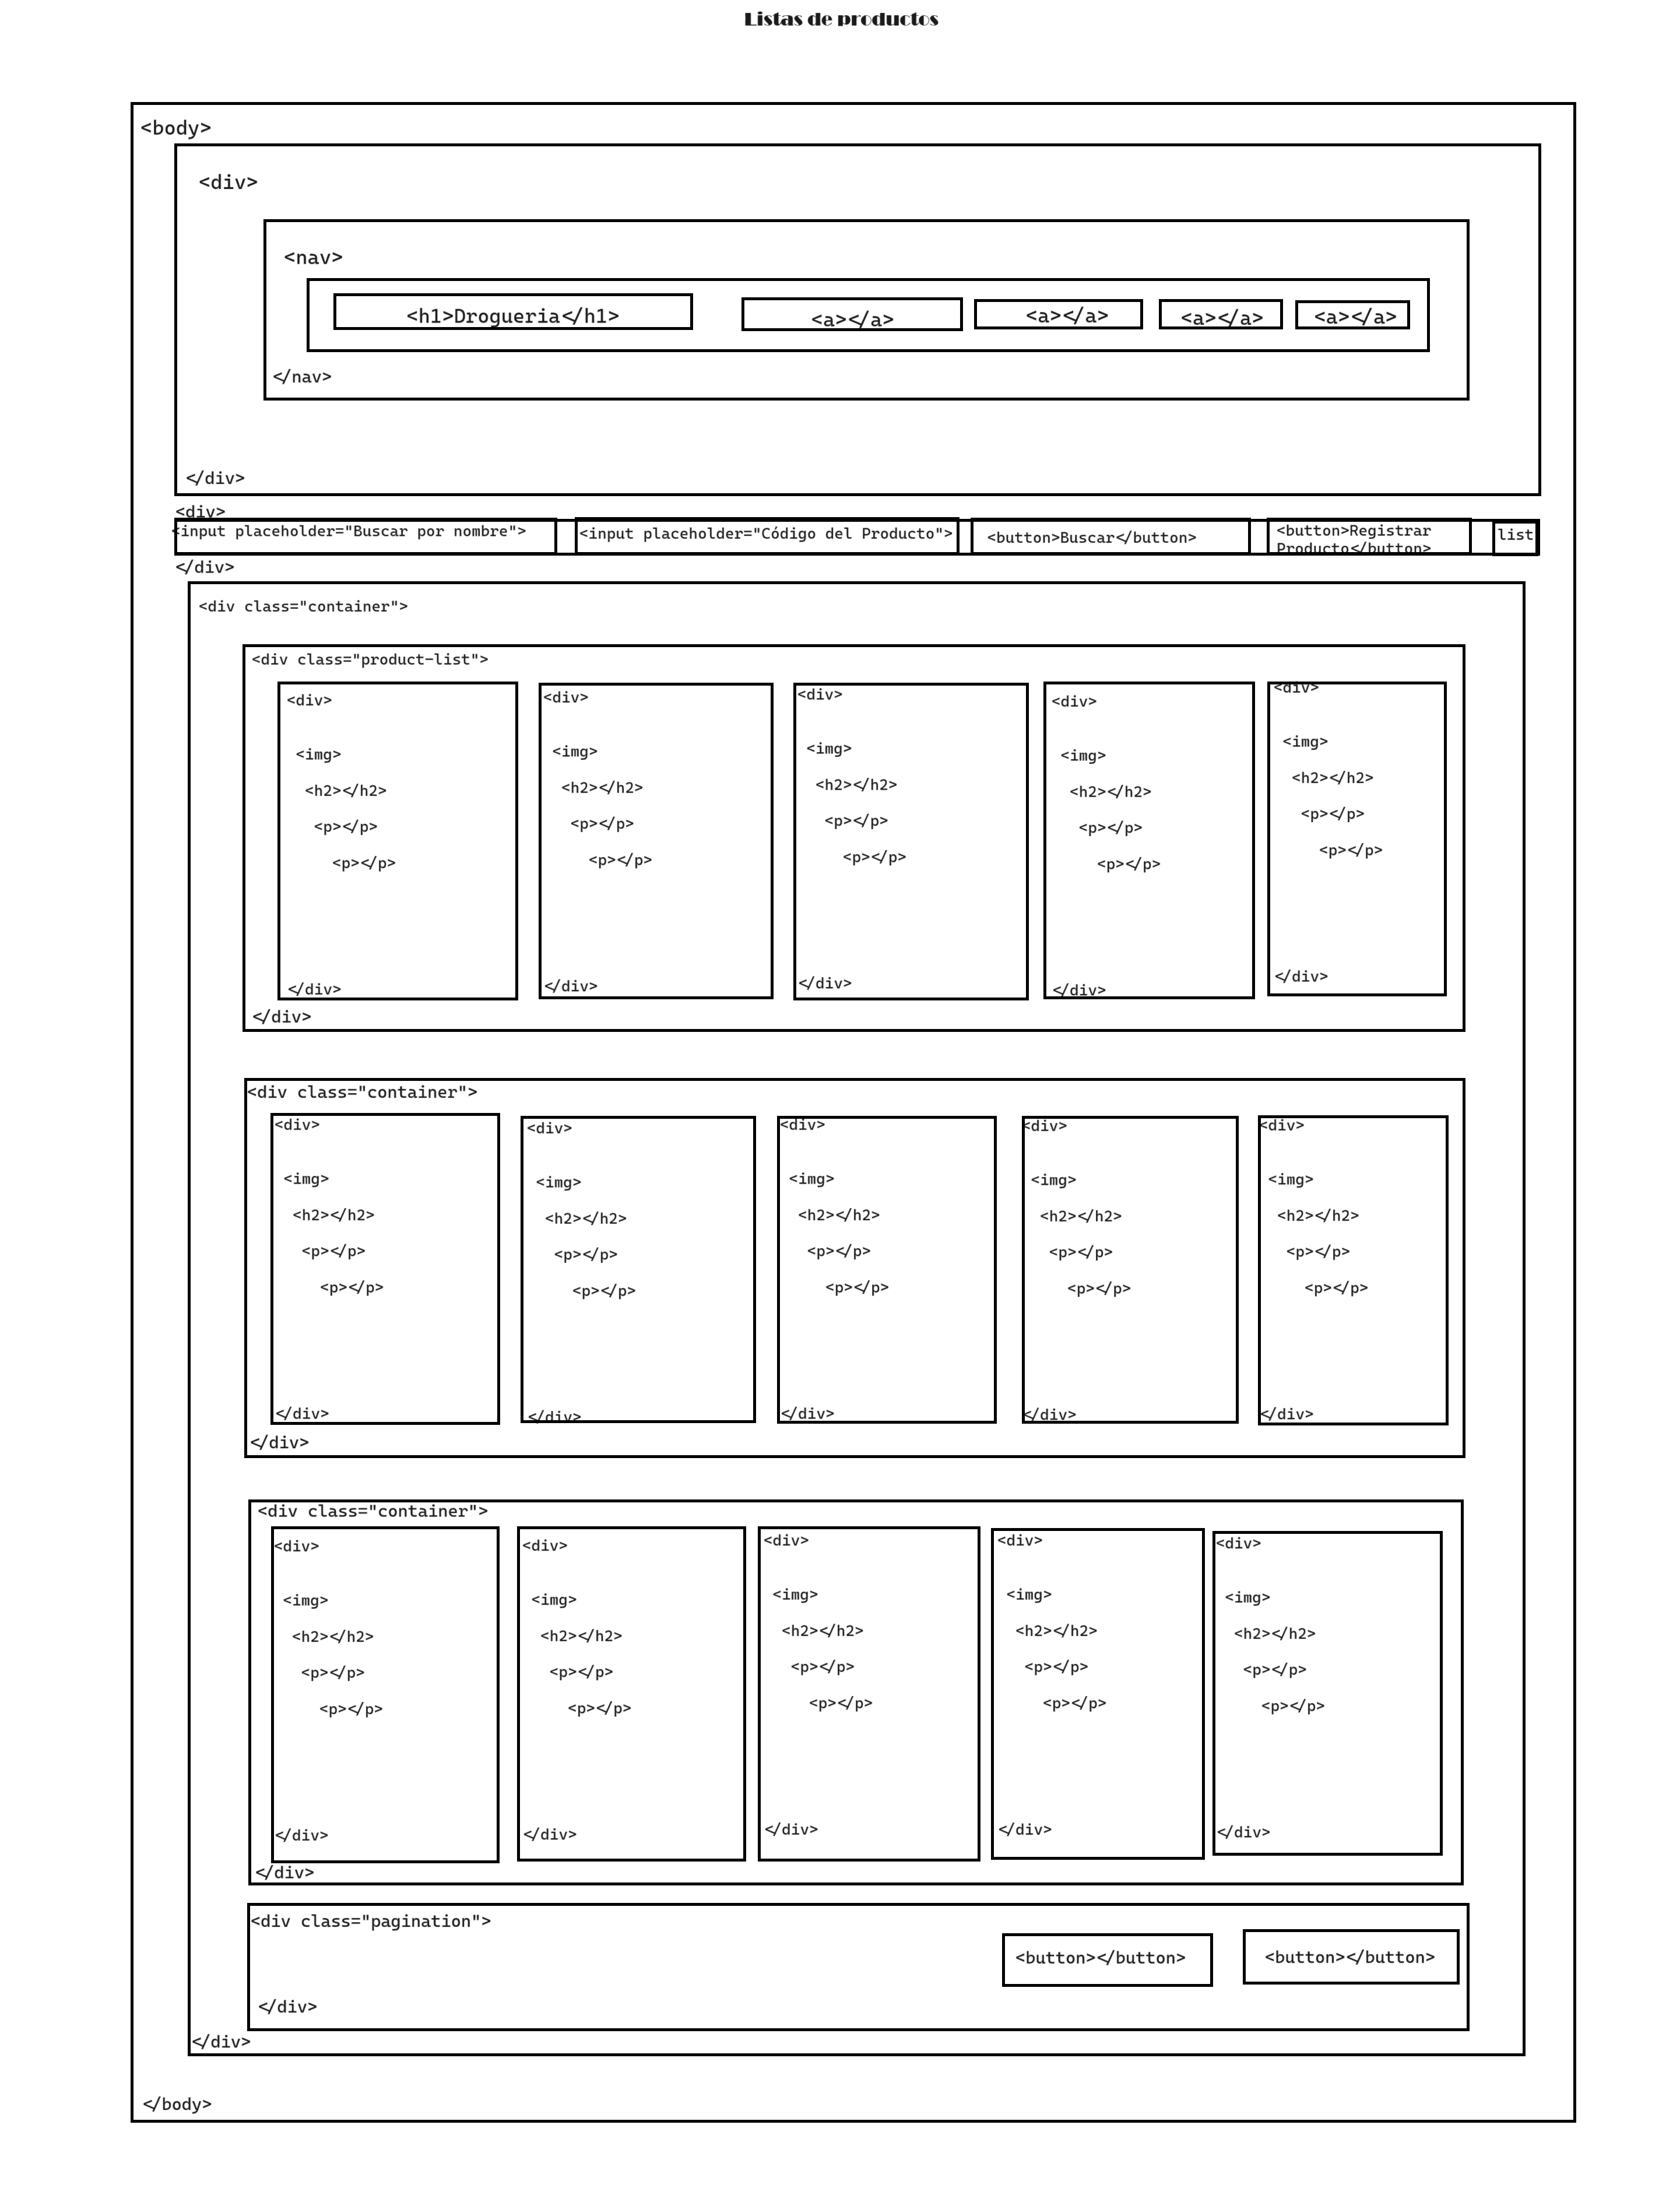 Listas de productos
<body>
<div>
<nav>
<h1>Drogueria</h1>
<a></a>
<a></a>
<a></a>
<a></a>
</nav>
</div>
<div>
<input placeholder="Buscar por nombre">
<input placeholder="Código del Producto">
<button>Buscar</button>
<button>Registrar
Producto</button>
list
</div>
<div class="container">
<div class="product-list">
<div>
<img>
<h2></h2>
<p></p>
<p></p>
</div>
<div>
<img>
<h2></h2>
<p></p>
<p></p>
</div>
<div>
<img>
<h2></h2>
<p></p>
<p></p>
</div>
<div>
<img>
<h2></h2>
<p></p>
<p></p>
</div>
<div>
<img>
<h2></h2>
<p></p>
<p></p>
</div>
</div>
<div class="container">
<div>
<img>
<h2></h2>
<p></p>
<p></p>
</div>
<div>
<img>
<h2></h2>
<p></p>
<p></p>
</div>
<div>
<img>
<h2></h2>
<p></p>
<p></p>
</div>
<div>
<img>
<h2></h2>
<p></p>
<p></p>
</div>
<div>
<img>
<h2></h2>
<p></p>
<p></p>
</div>
</div>
<div class="container">
<div>
<img>
<h2></h2>
<p></p>
<p></p>
</div>
<div>
<img>
<h2></h2>
<p></p>
<p></p>
</div>
<div>
<img>
<h2></h2>
<p></p>
<p></p>
</div>
<div>
<img>
<h2></h2>
<p></p>
<p></p>
</div>
<div>
<img>
<h2></h2>
<p></p>
<p></p>
</div>
</div>
<div class="pagination">
<button></button>
<button></button>
</div>
</div>
</body>